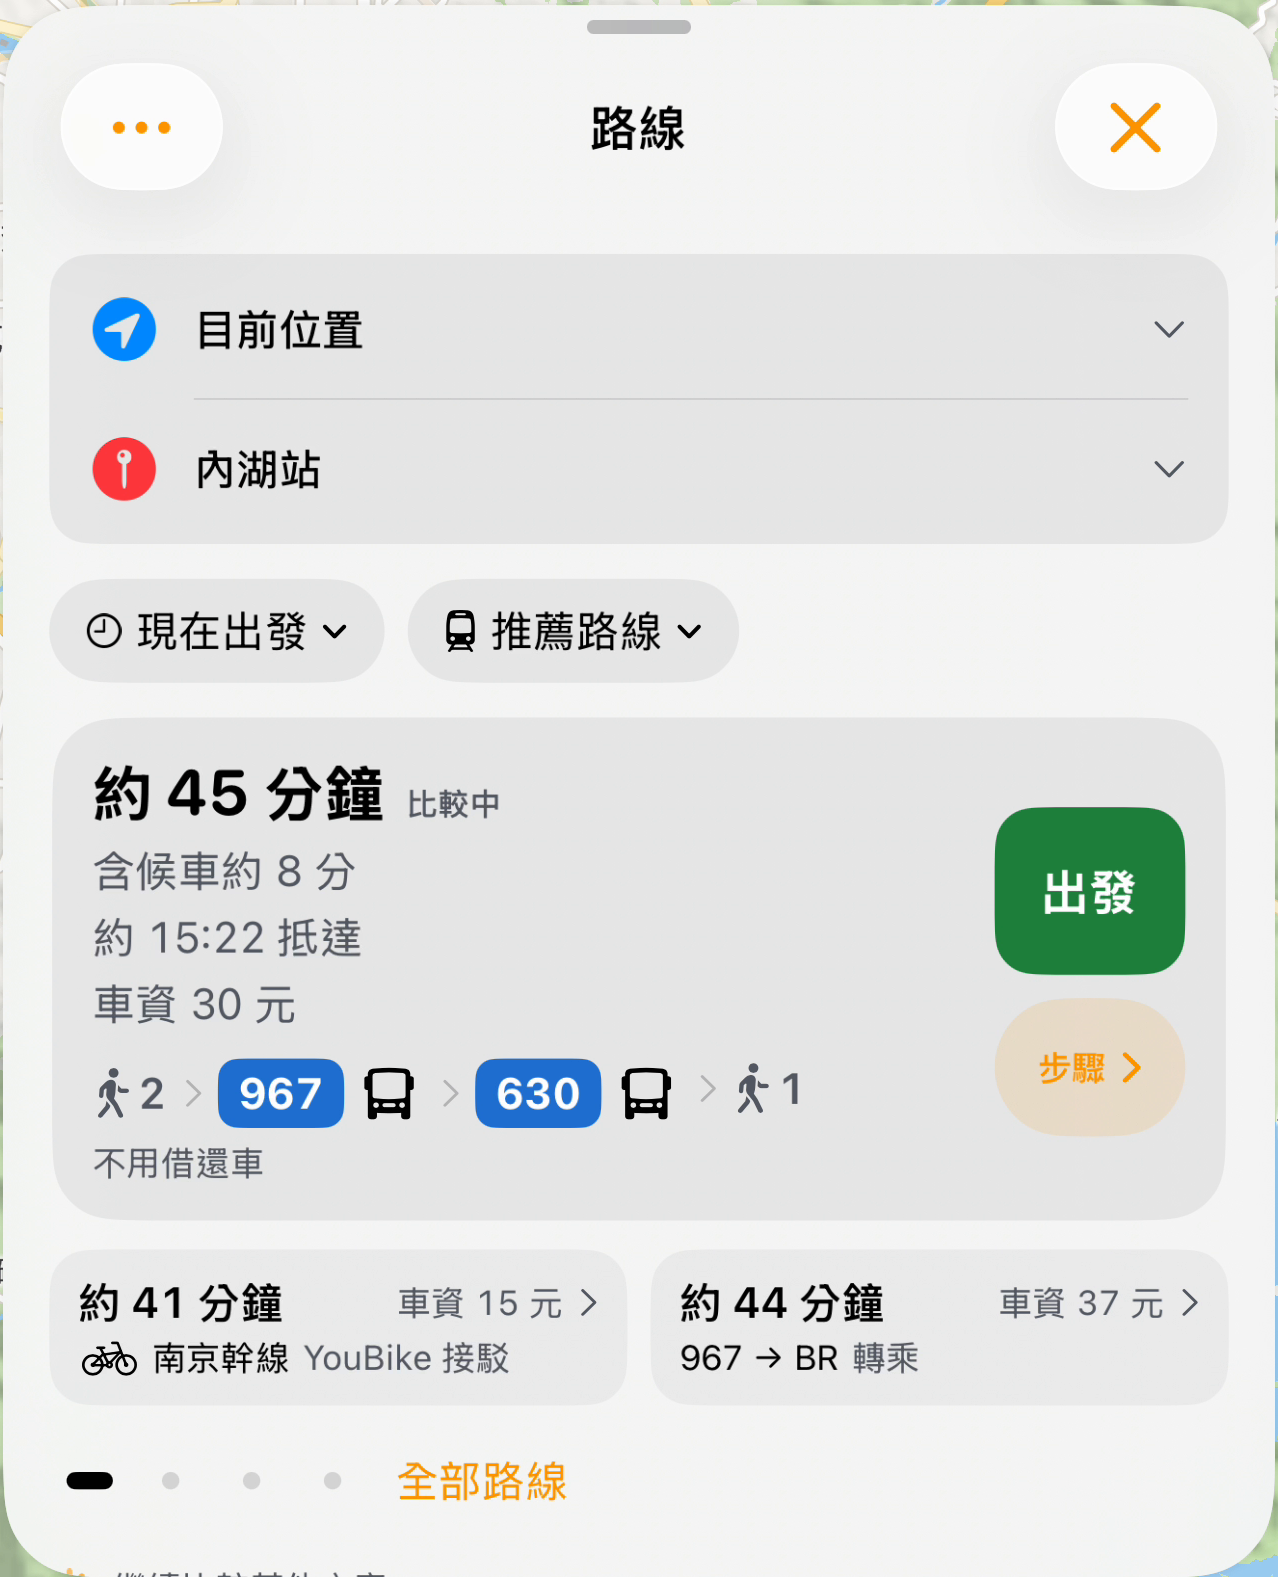 路線
目前位置
內湖站
現在出發
推薦路線
約 45 分鐘 比較中
含候車約 8 分
約 15:22 抵達
車資 30 元
出發
步驟
2 967 630 1
不用借還車
約 41 分鐘 車資 15 元
南京幹線 YouBike 接駁
約 44 分鐘 車資 37 元
967 → BR 轉乘
全部路線